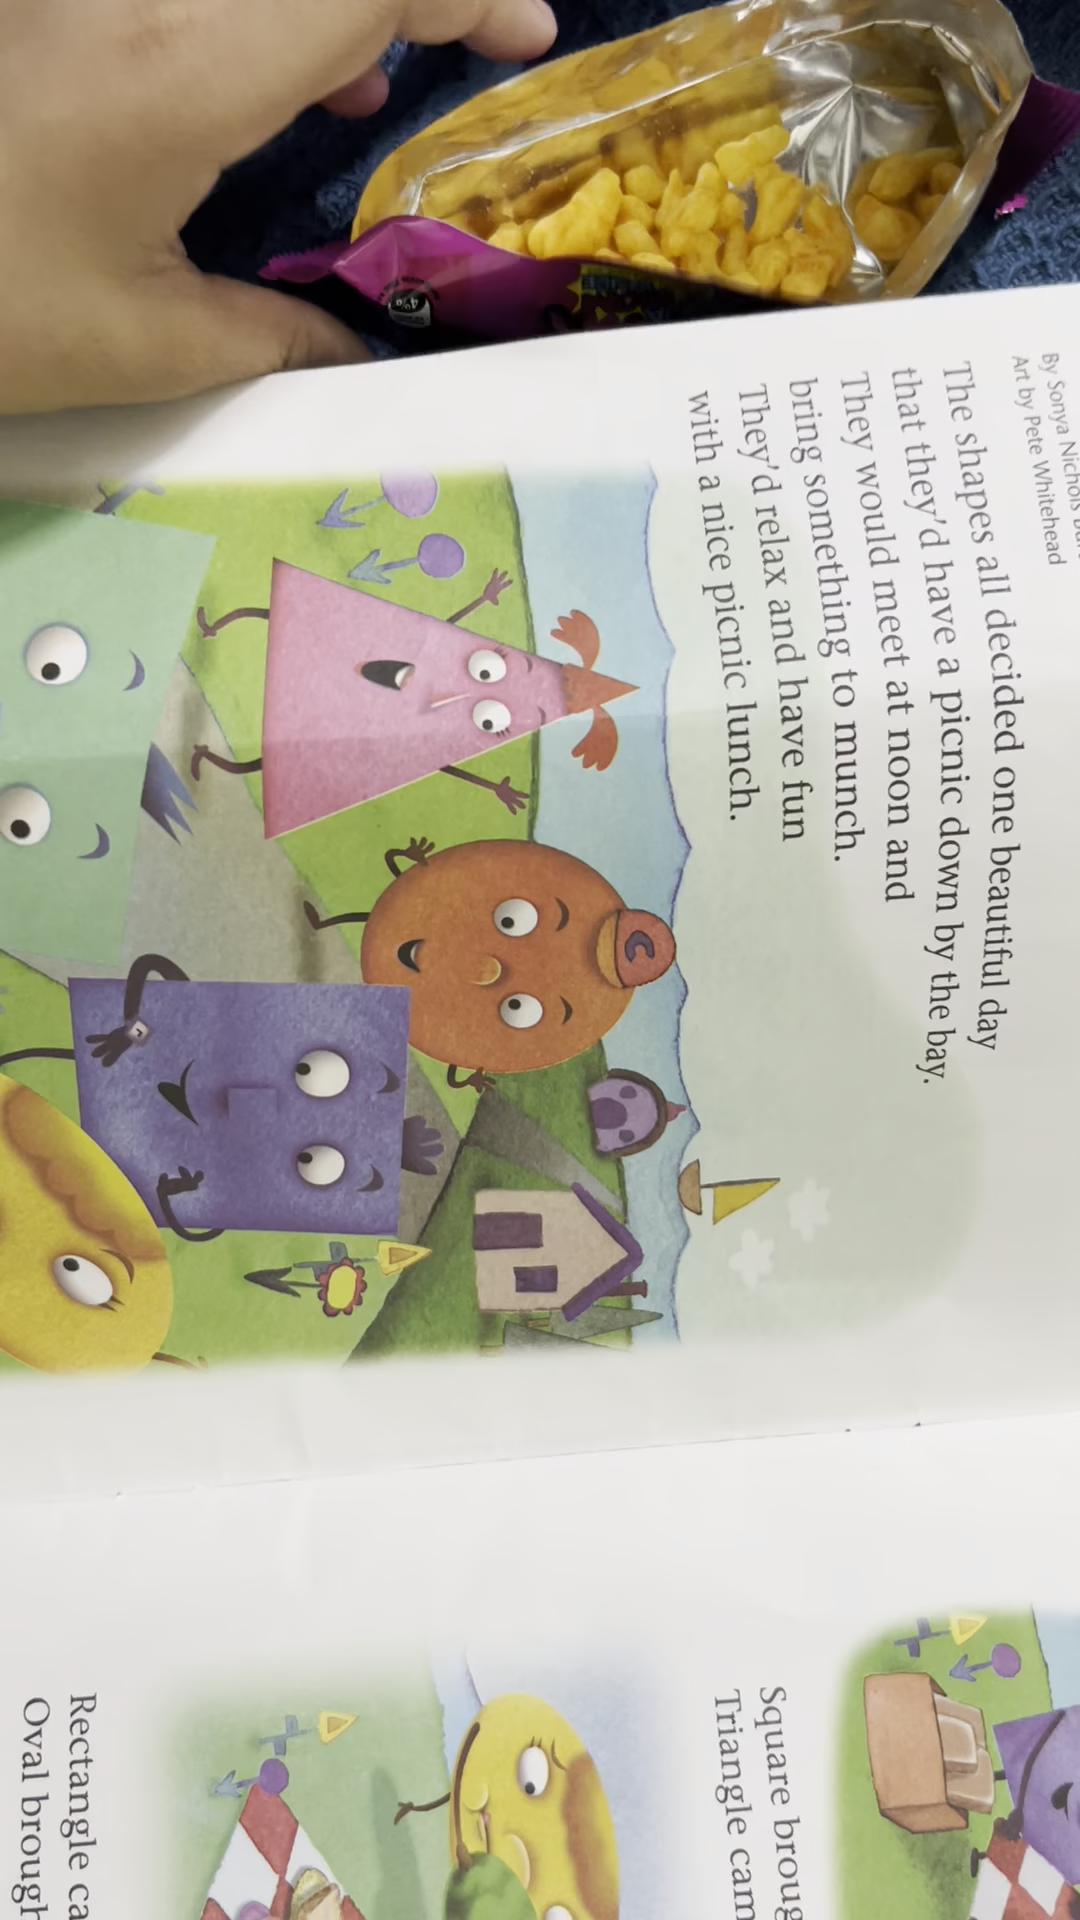 By Sonya Nichols
Art by Pete Whitehead
The shapes all decided one beautiful day
that they'd have a picnic down by the bay.
They would meet at noon and
bring something to munch.
They'd relax and have fun
with a nice picnic lunch.
C
Square broug
Triangle cam
Rectangle ca
Oval brough